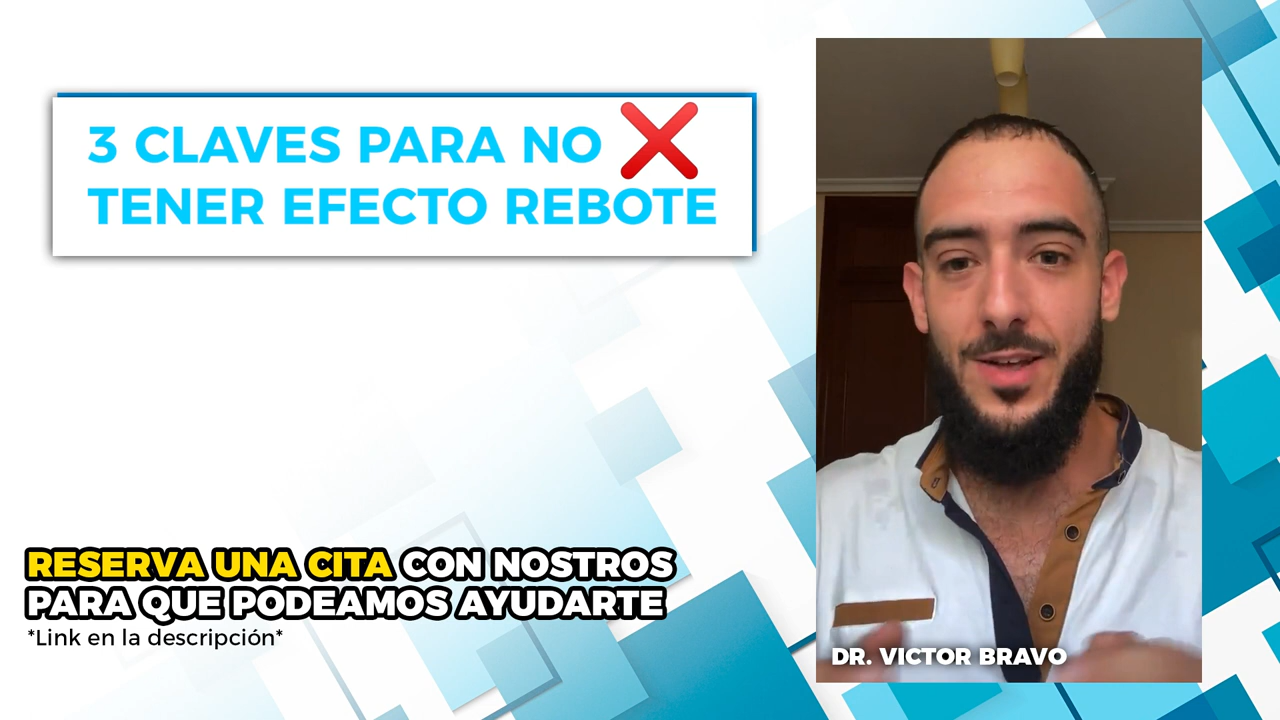 3 CLAVES PARA NO ❌
TENER EFECTO REBOTE
RESERVA UNA CITA CON NOSTROS
PARA QUE PODEAMOS AYUDARTE
*Link en la descripción*
DR. VICTOR BRAVO